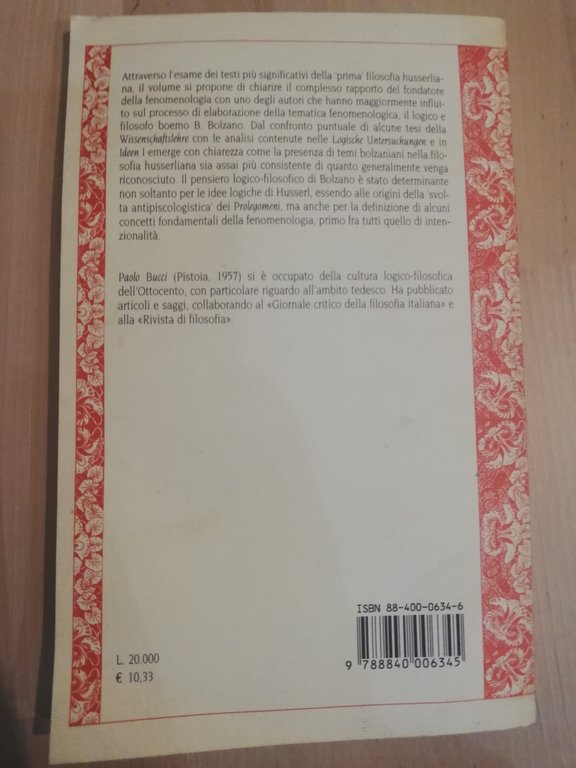 Attraverso l'esame dei testi più significativi della 'prima' filosofia husserlia-
na, il volume si propone di chiarire il complesso rapporto del fondatore
della fenomenologia con uno degli autori che hanno maggiormente influi-
to sul processo di elaborazione della tematica fenomenologica, il logico e
filosofo boemo B. Bolzano. Dal confronto puntuale di alcune tesi della
Wissenschaftslehre con le analisi contenute nelle Logische Untersuchungen e in
Ideen I emerge con chiarezza come la presenza di temi bolzaniani nella filo-
sofia husserliana sia assai più consistente di quanto generalmente venga
riconosciuto. Il pensiero logico-filosofico di Bolzano è stato determinante
non soltanto per le idee logiche di Husserl, essendo alle origini della 'svol-
ta antipiscologistica' dei Prolegomeni, ma anche per la definizione di alcuni
concetti fondamentali della fenomenologia, primo fra tutti quello di inten-
zionalità.
Paolo Bucci (Pistoia, 1957) si è occupato della cultura logico-filosofica
dell'Ottocento, con particolare riguardo all'ambito tedesco. Ha pubblicato
articoli e saggi, collaborando al «Giornale critico della filosofia italiana» e
alla «Rivista di filosofia».
ISBN 88-400-0634-6
9 788840 006345
L. 20.000
€ 10,33